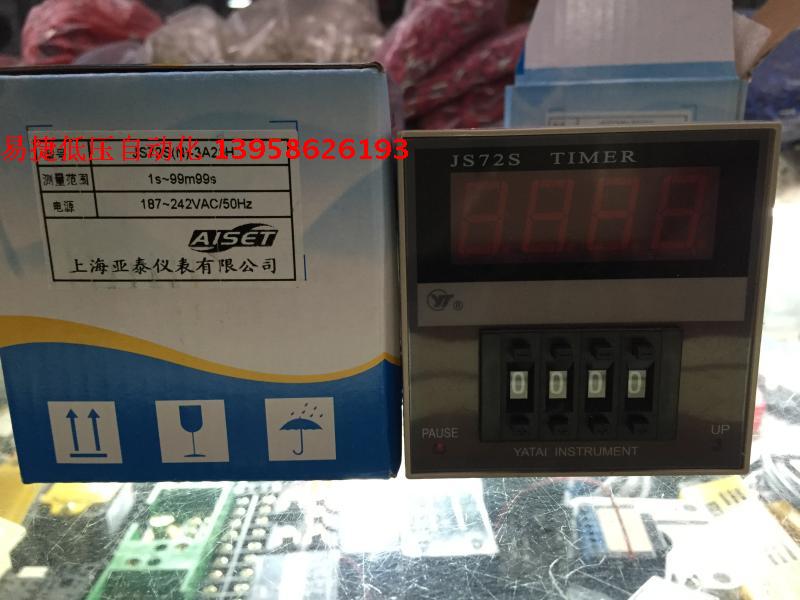 易捷低压自动化 13958626193
测量范围 1s~99m99s
电源 187~242VAC/50Hz
AISET
上海亚泰仪表有限公司
JS72S TIMER
YT ®
0 0 0 0
PAUSE UP
YATAI INSTRUMENT